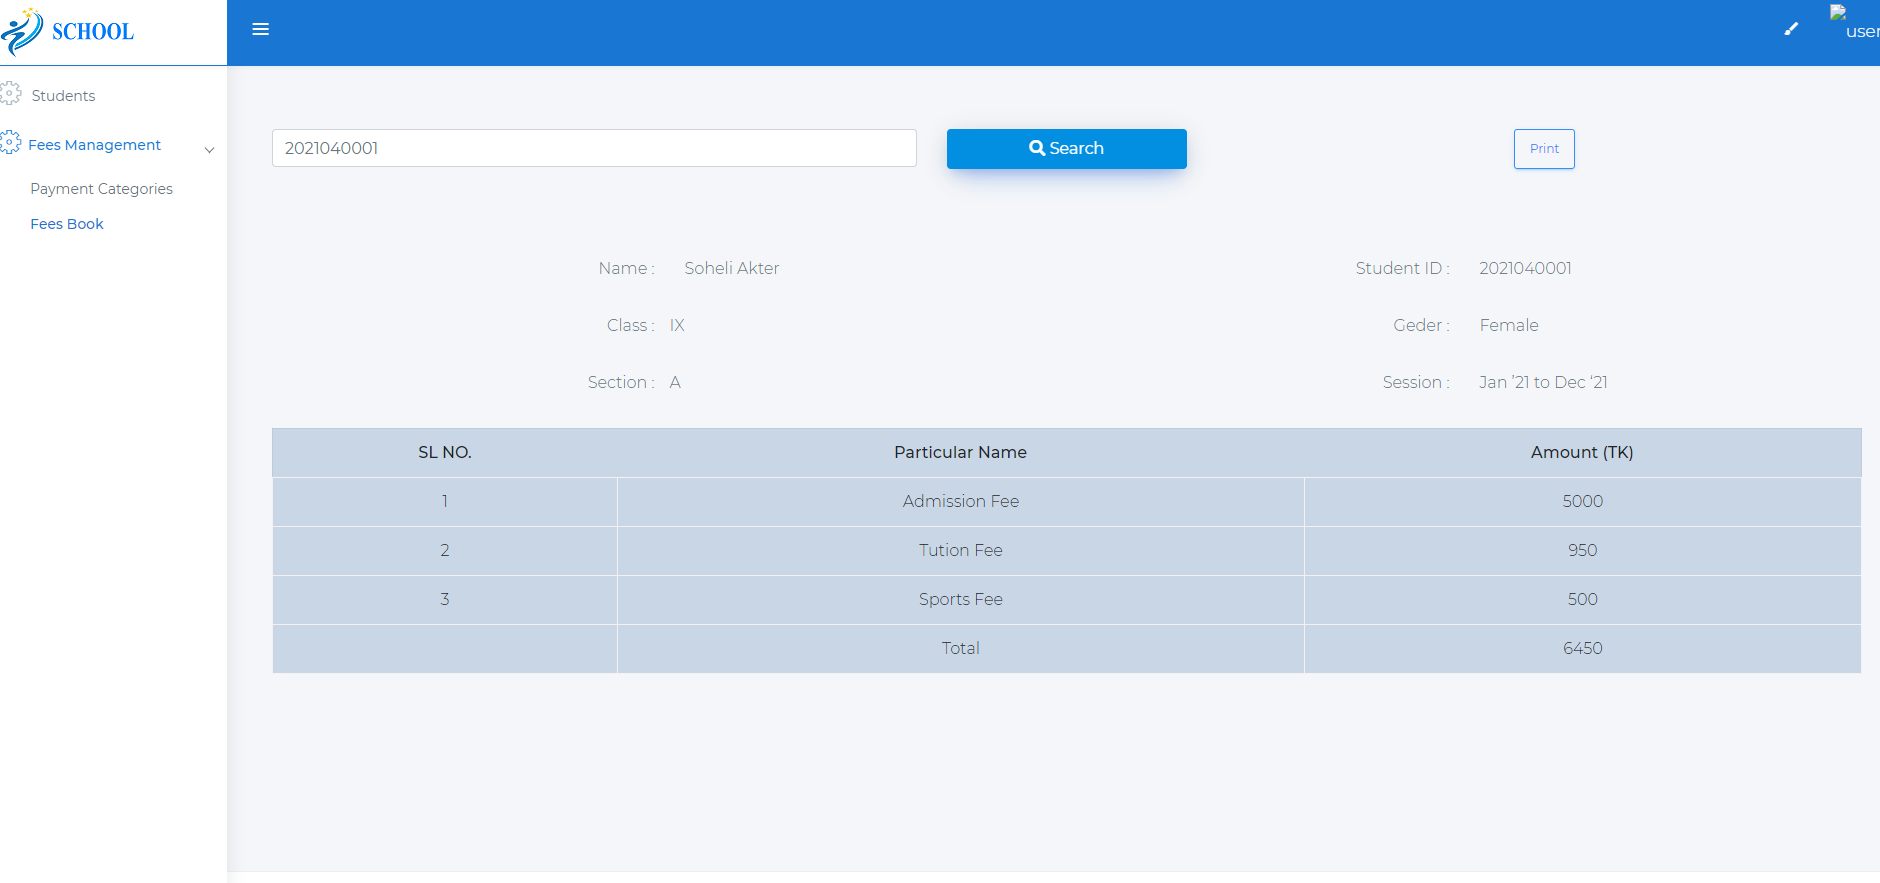 SCHOOL
user
Students
Fees Management
Payment Categories
Fees Book
2021040001
Search
Print
Name : Soheli Akter
Student ID : 2021040001
Class : IX
Geder : Female
Section : A
Session : Jan ’21 to Dec ‘21
SL NO. Particular Name Amount (TK)
1 Admission Fee 5000
2 Tution Fee 950
3 Sports Fee 500
Total 6450